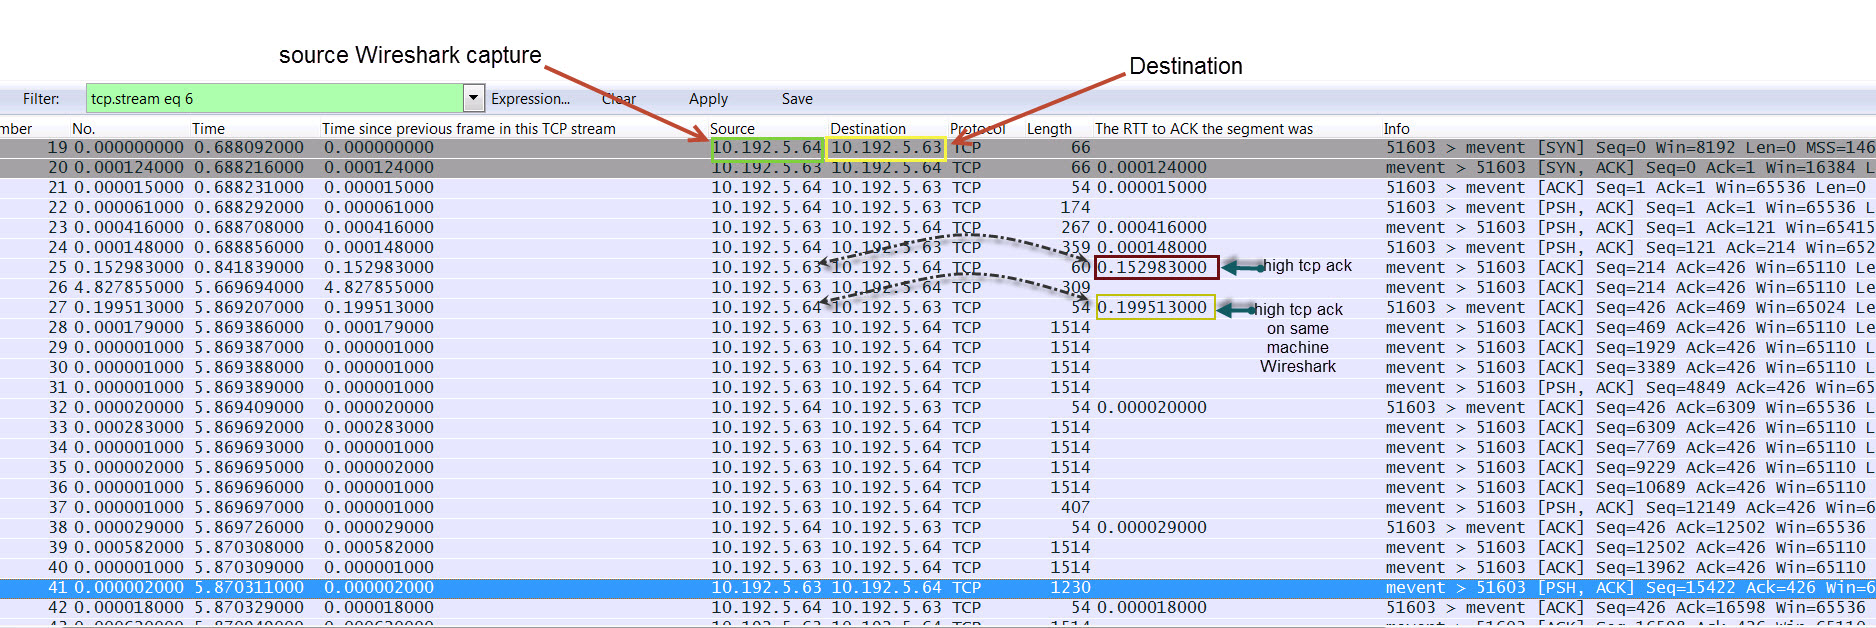 source Wireshark capture
Destination
Filter: tcp.stream eq 6 Expression... Clear Apply Save
mber No. Time Time since previous frame in this TCP stream Source Destination Protocol Length The RTT to ACK the segment was Info
19 0.000000000 0.688092000 0.000000000 10.192.5.64 10.192.5.63 TCP 66 51603 > mevent [SYN] Seq=0 Win=8192 Len=0 MSS=146
20 0.000124000 0.688216000 0.000124000 10.192.5.63 10.192.5.64 TCP 66 0.000124000 mevent > 51603 [SYN, ACK] Seq=0 Ack=1 Win=16384 L
21 0.000015000 0.688231000 0.000015000 10.192.5.64 10.192.5.63 TCP 54 0.000015000 51603 > mevent [ACK] Seq=1 Ack=1 Win=65536 Len=0
22 0.000061000 0.688292000 0.000061000 10.192.5.64 10.192.5.63 TCP 174 51603 > mevent [PSH, ACK] Seq=1 Ack=1 Win=65536 L
23 0.000416000 0.688708000 0.000416000 10.192.5.63 10.192.5.64 TCP 267 0.000416000 mevent > 51603 [PSH, ACK] Seq=1 Ack=121 Win=65415
24 0.000148000 0.688856000 0.000148000 10.192.5.64 10.192.5.63 TCP 359 0.000148000 51603 > mevent [PSH, ACK] Seq=121 Ack=214 Win=652
25 0.152983000 0.841839000 0.152983000 10.192.5.63 10.192.5.64 TCP 60 0.152983000 high tcp ack mevent > 51603 [ACK] Seq=214 Ack=426 Win=65110 Le
26 4.827855000 5.669694000 4.827855000 10.192.5.63 10.192.5.64 TCP 309 mevent > 51603 [PSH, ACK] Seq=214 Ack=426 Win=65110
27 0.199513000 5.869207000 0.199513000 10.192.5.64 10.192.5.63 TCP 54 0.199513000 high tcp ack 51603 > mevent [ACK] Seq=426 Ack=469 Win=65024 Le
28 0.000179000 5.869386000 0.000179000 10.192.5.63 10.192.5.64 TCP 1514 on same mevent > 51603 [ACK] Seq=469 Ack=426 Win=65110 Le
29 0.000001000 5.869387000 0.000001000 10.192.5.63 10.192.5.64 TCP 1514 machine mevent > 51603 [ACK] Seq=1929 Ack=426 Win=65110 L
30 0.000001000 5.869388000 0.000001000 10.192.5.63 10.192.5.64 TCP 1514 Wireshark mevent > 51603 [ACK] Seq=3389 Ack=426 Win=65110 L
31 0.000001000 5.869389000 0.000001000 10.192.5.63 10.192.5.64 TCP 1514 mevent > 51603 [PSH, ACK] Seq=4849 Ack=426 Win=65
32 0.000020000 5.869409000 0.000020000 10.192.5.64 10.192.5.63 TCP 54 0.000020000 51603 > mevent [ACK] Seq=426 Ack=6309 Win=65536 L
33 0.000283000 5.869692000 0.000283000 10.192.5.63 10.192.5.64 TCP 1514 mevent > 51603 [ACK] Seq=6309 Ack=426 Win=65110 L
34 0.000001000 5.869693000 0.000001000 10.192.5.63 10.192.5.64 TCP 1514 mevent > 51603 [ACK] Seq=7769 Ack=426 Win=65110 L
35 0.000002000 5.869695000 0.000002000 10.192.5.63 10.192.5.64 TCP 1514 mevent > 51603 [ACK] Seq=9229 Ack=426 Win=65110 L
36 0.000001000 5.869696000 0.000001000 10.192.5.63 10.192.5.64 TCP 1514 mevent > 51603 [ACK] Seq=10689 Ack=426 Win=65110
37 0.000001000 5.869697000 0.000001000 10.192.5.63 10.192.5.64 TCP 407 mevent > 51603 [PSH, ACK] Seq=12149 Ack=426 Win=6
38 0.000029000 5.869726000 0.000029000 10.192.5.64 10.192.5.63 TCP 54 0.000029000 51603 > mevent [ACK] Seq=426 Ack=12502 Win=65536
39 0.000582000 5.870308000 0.000582000 10.192.5.63 10.192.5.64 TCP 1514 mevent > 51603 [ACK] Seq=12502 Ack=426 Win=65110
40 0.000001000 5.870309000 0.000001000 10.192.5.63 10.192.5.64 TCP 1514 mevent > 51603 [ACK] Seq=13962 Ack=426 Win=65110
41 0.000002000 5.870311000 0.000002000 10.192.5.63 10.192.5.64 TCP 1230 mevent > 51603 [PSH, ACK] Seq=15422 Ack=426 Win=6
42 0.000018000 5.870329000 0.000018000 10.192.5.64 10.192.5.63 TCP 54 0.000018000 51603 > mevent [ACK] Seq=426 Ack=16598 Win=65536